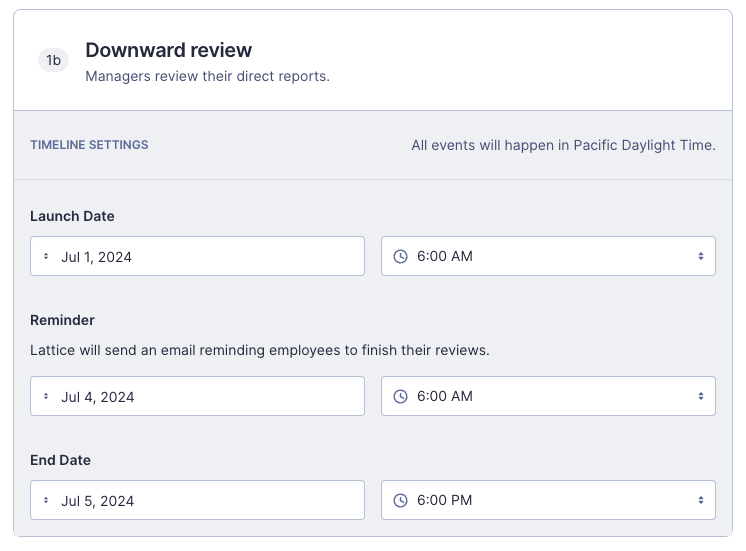 1b
Downward review
Managers review their direct reports.
TIMELINE SETTINGS
All events will happen in Pacific Daylight Time.
Launch Date
Jul 1, 2024
6:00 AM
Reminder
Lattice will send an email reminding employees to finish their reviews.
Jul 4, 2024
6:00 AM
End Date
Jul 5, 2024
6:00 PM